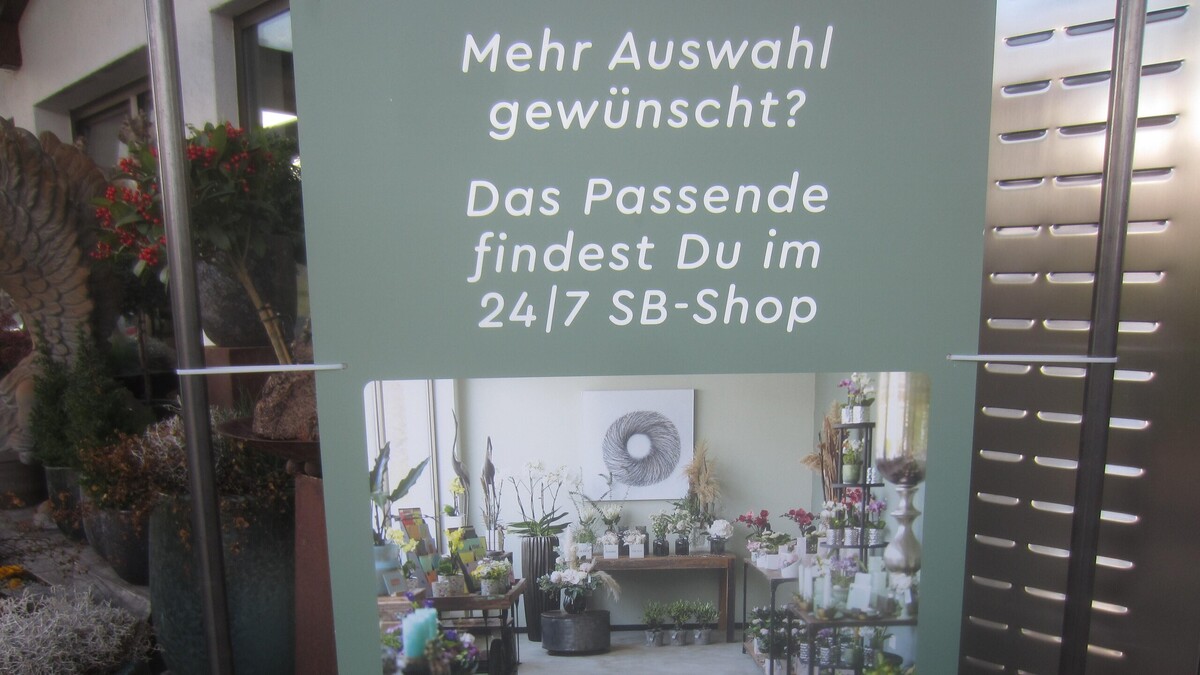 Mehr Auswahl
gewünscht?
Das Passende
findest Du im
24/7 SB-Shop